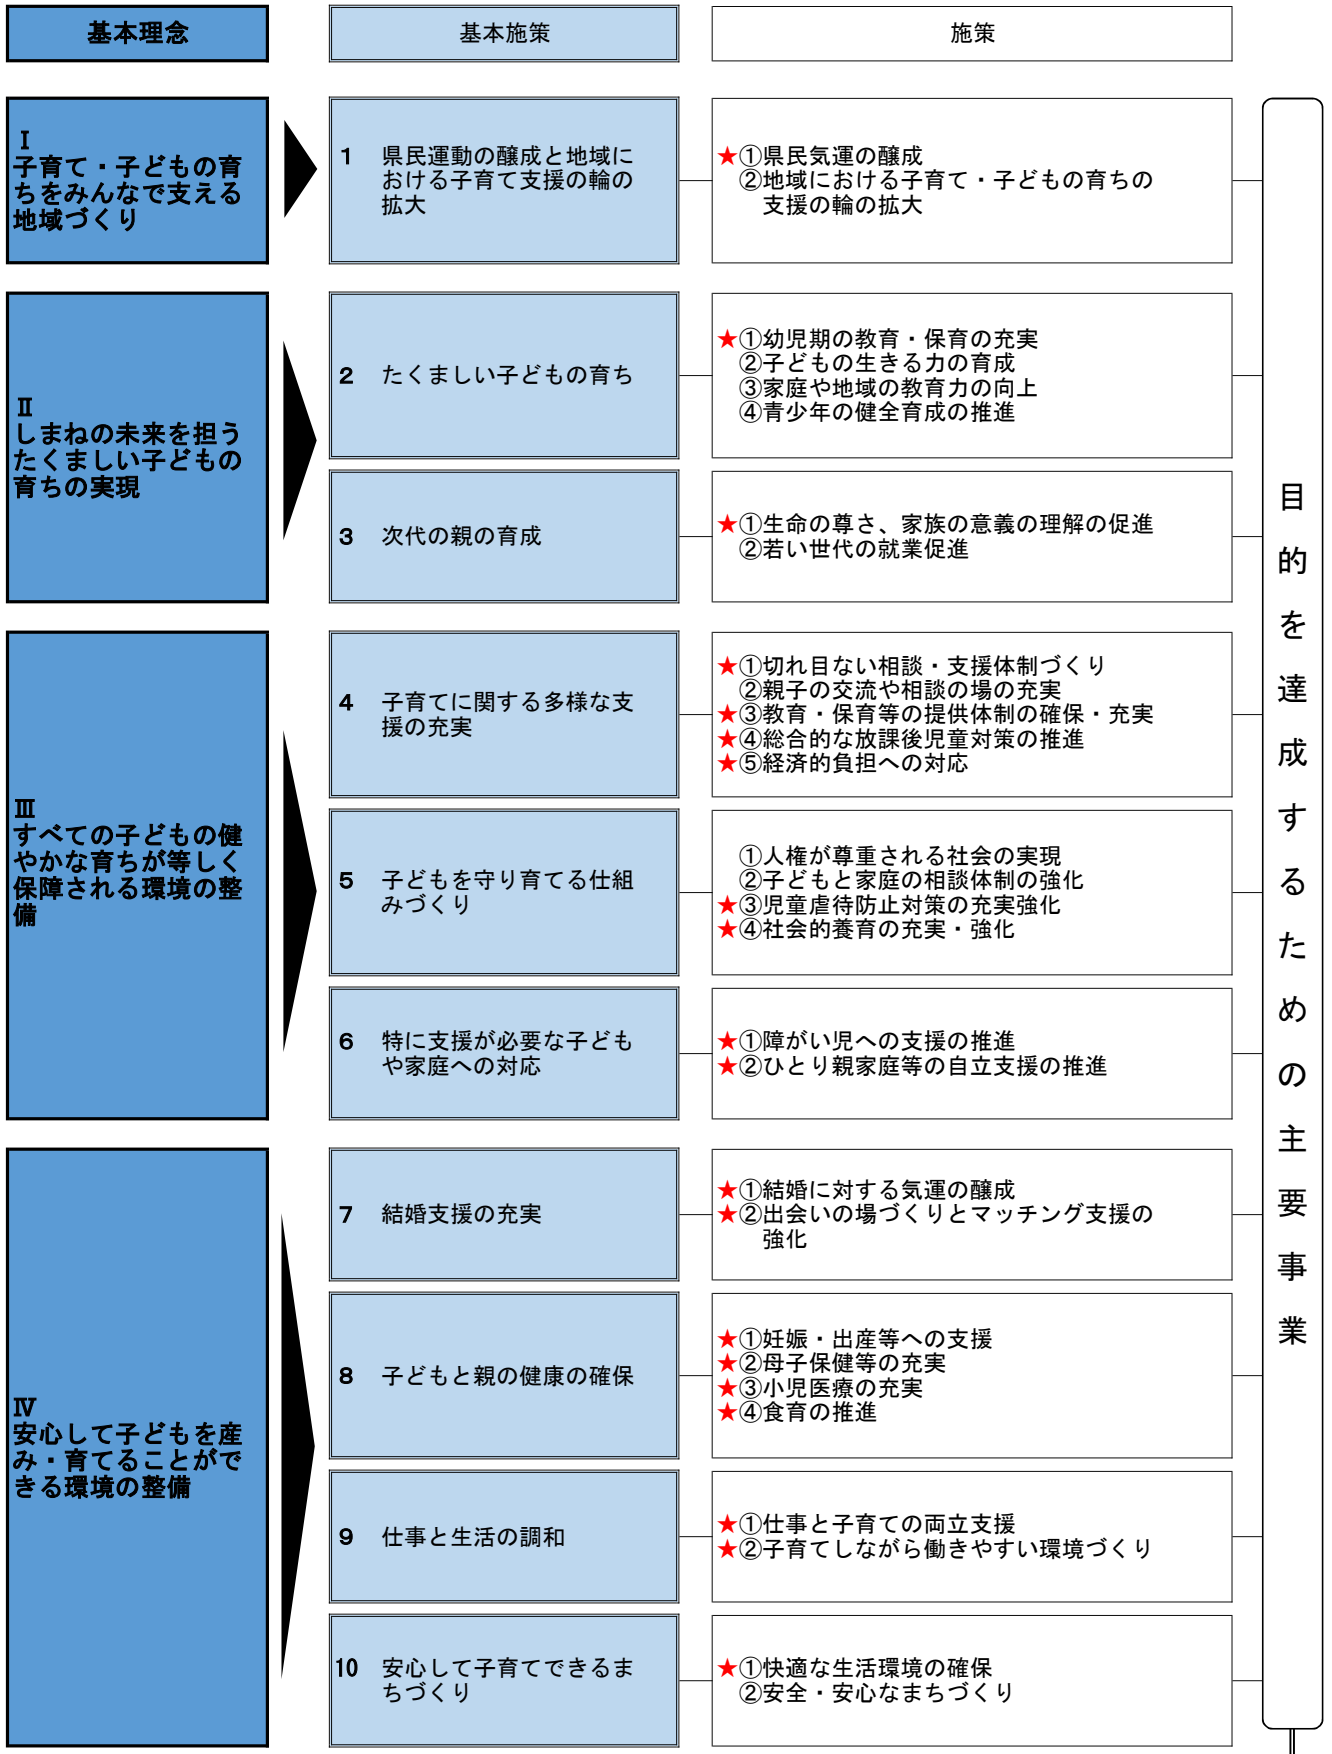 基本理念
基本施策
施策
Ⅰ
子育て・子どもの育
ちをみんなで支える
地域づくり
1 県民運動の醸成と地域に
おける子育て支援の輪の
拡大
★①県民気運の醸成
②地域における子育て・子どもの育ちの
支援の輪の拡大
Ⅱ
しまねの未来を担う
たくましい子どもの
育ちの実現
2 たくましい子どもの育ち
★①幼児期の教育・保育の充実
②子どもの生きる力の育成
③家庭や地域の教育力の向上
④青少年の健全育成の推進
3 次代の親の育成
★①生命の尊さ、家族の意義の理解の促進
②若い世代の就業促進
Ⅲ
すべての子どもの健
やかな育ちが等しく
保障される環境の整
備
4 子育てに関する多様な支
援の充実
★①切れ目ない相談・支援体制づくり
②親子の交流や相談の場の充実
★③教育・保育等の提供体制の確保・充実
★④総合的な放課後児童対策の推進
★⑤経済的負担への対応
5 子どもを守り育てる仕組
みづくり
①人権が尊重される社会の実現
②子どもと家庭の相談体制の強化
★③児童虐待防止対策の充実強化
★④社会的養育の充実・強化
6 特に支援が必要な子ども
や家庭への対応
★①障がい児への支援の推進
★②ひとり親家庭等の自立支援の推進
Ⅳ
安心して子どもを産
み・育てることがで
きる環境の整備
7 結婚支援の充実
★①結婚に対する気運の醸成
★②出会いの場づくりとマッチング支援の
強化
8 子どもと親の健康の確保
★①妊娠・出産等への支援
★②母子保健等の充実
★③小児医療の充実
★④食育の推進
9 仕事と生活の調和
★①仕事と子育ての両立支援
★②子育てしながら働きやすい環境づくり
10 安心して子育てできるま
ちづくり
★①快適な生活環境の確保
②安全・安心なまちづくり
目的を達成するための主要事業